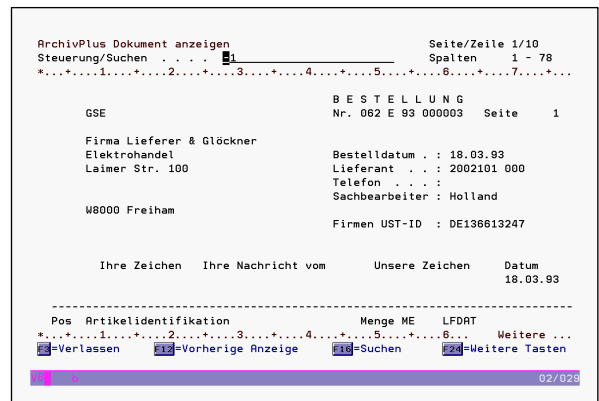 ArchivPlus Dokument anzeigen Seite/Zeile 1/10
Steuerung/Suchen . . . . -1 Spalten 1 - 78
*...+....1....+....2....+....3....+....4....+....5....+....6....+....7....+...
B E S T E L L U N G
GSE Nr. 062 E 93 000003 Seite 1
Firma Lieferer & Glöckner
Elektrohandel Bestelldatum . : 18.03.93
Laimer Str. 100 Lieferant . . : 2002101 000
Telefon . . . :
Sachbearbeiter : Holland
W8000 Freiham
Firmen UST-ID : DE136613247
Ihre Zeichen Ihre Nachricht vom Unsere Zeichen Datum
18.03.93
--------------------------------------------------------------------------
Pos Artikelidentifikation Menge ME LFDAT
*...+....1....+....2....+....3....+....4....+....5....+....6... Weitere ...
F3=Verlassen F12=Vorherige Anzeige F16=Suchen F24=Weitere Tasten
b 02/029